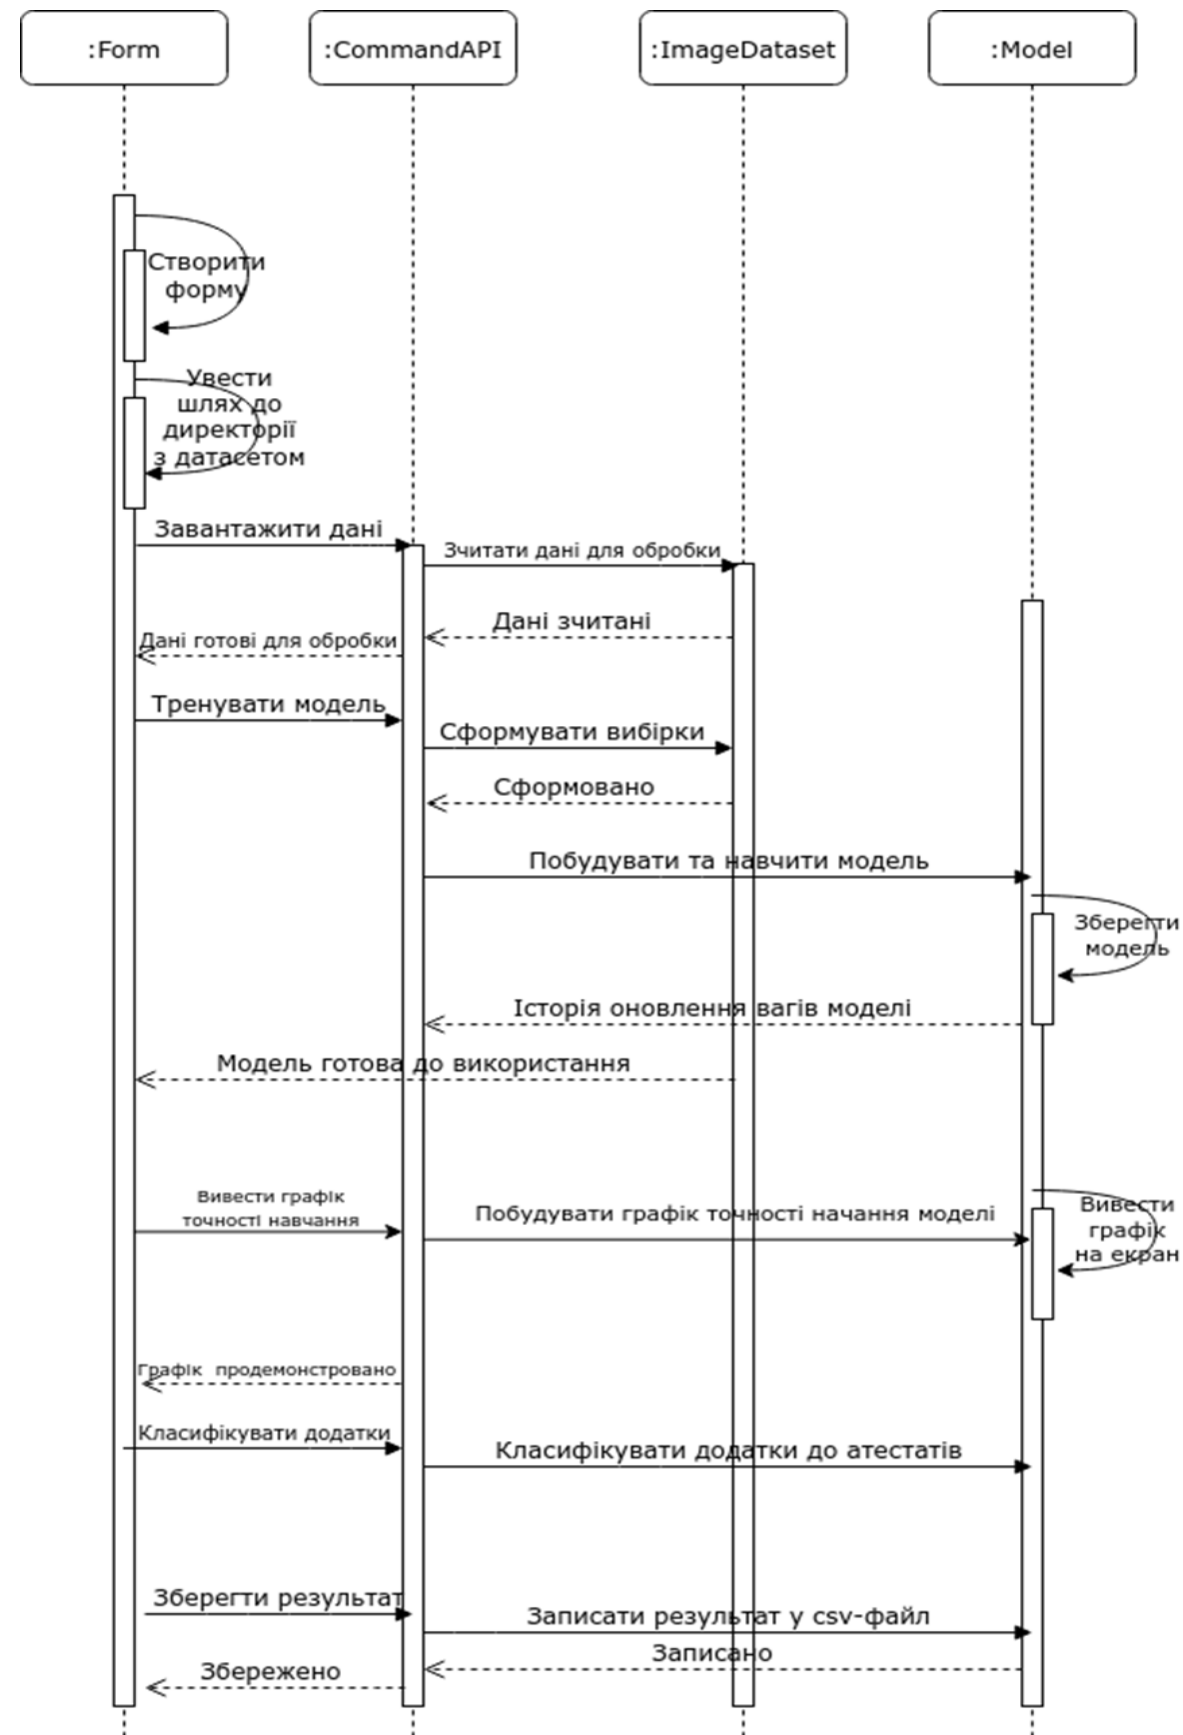 :Form
:CommandAPI
:ImageDataset
:Model
Створити
форму
Увести
шлях до
директорії
з датасетом
Завантажити дані
Зчитати дані для обробки
Дані зчитані
Дані готові для обробки
Тренувати модель
Сформувати вибірки
Сформовано
Побудувати та навчити модель
Зберегти
модель
Історія оновлення вагів моделі
Модель готова до використання
Вивести графік
точності навчання
Побудувати графік точності начання моделі
Вивести
графік
на екран
Графік продемонстровано
Класифікувати додатки
Класифікувати додатки до атестатів
Зберегти результат
Записати результат у csv-файл
Записано
Збережено